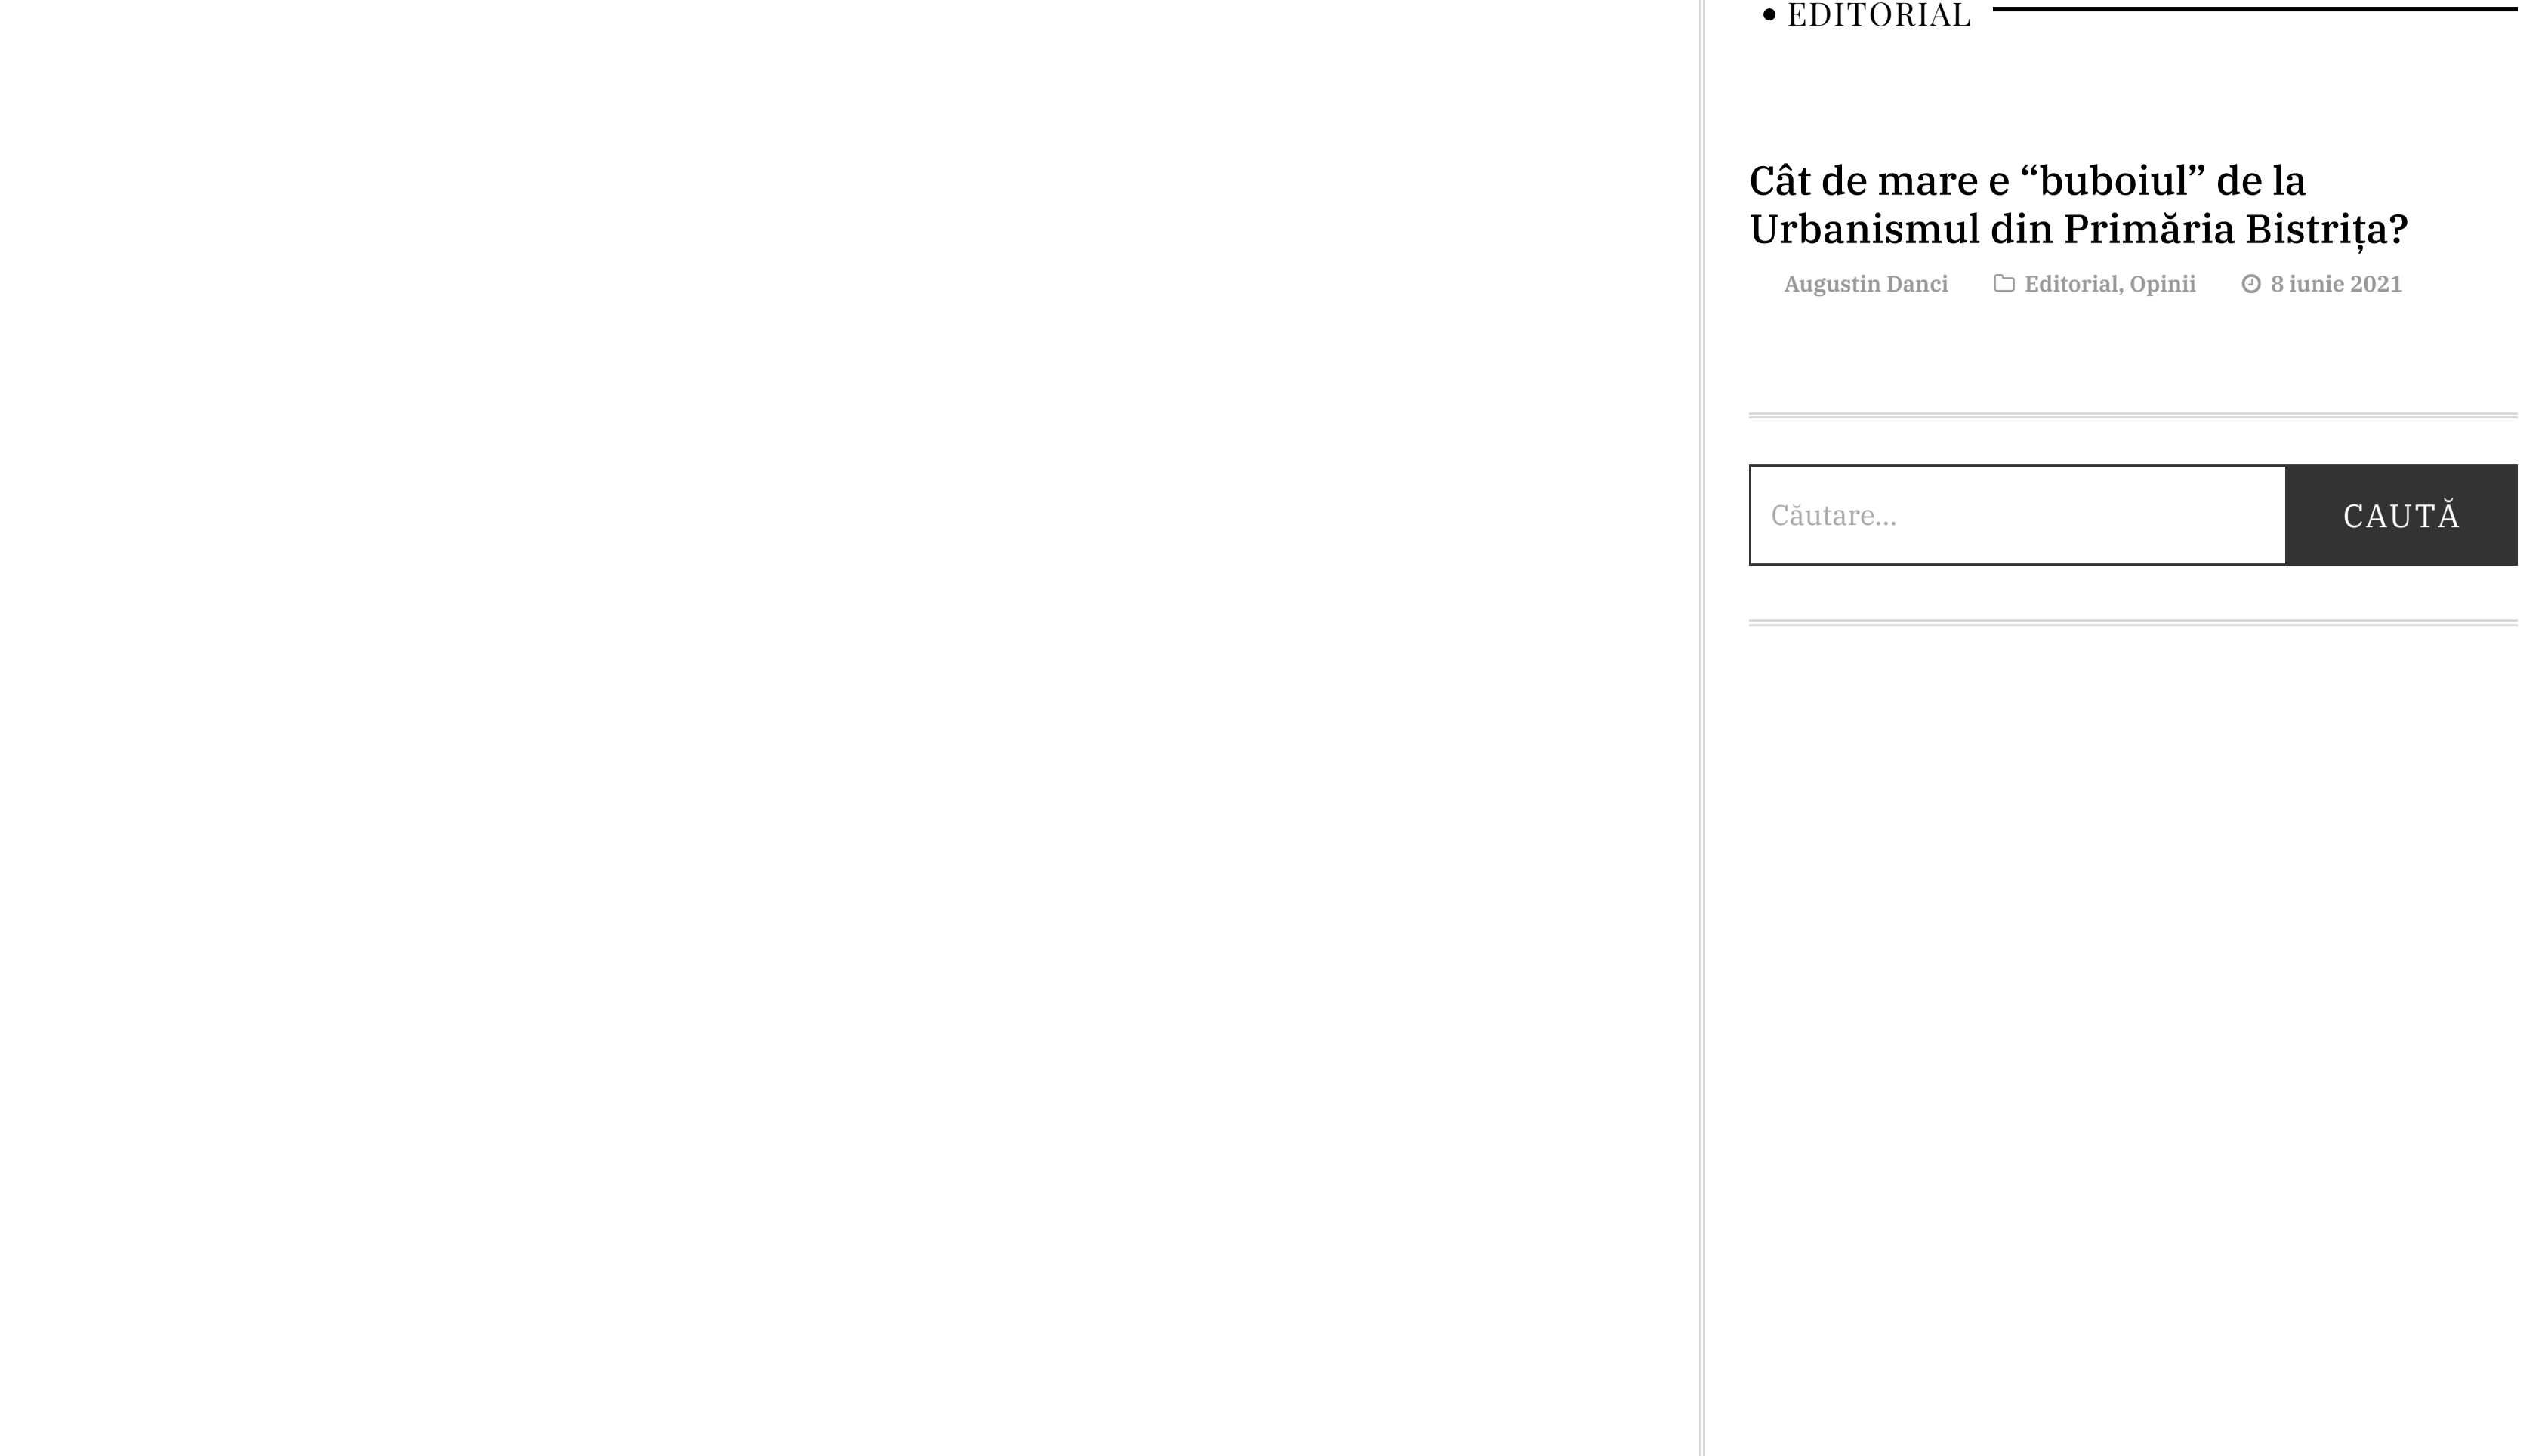 • EDITORIAL
Cât de mare e “buboiul” de la
Urbanismul din Primăria Bistrița?
Augustin Danci Editorial, Opinii 8 iunie 2021
Căutare...
CAUTĂ